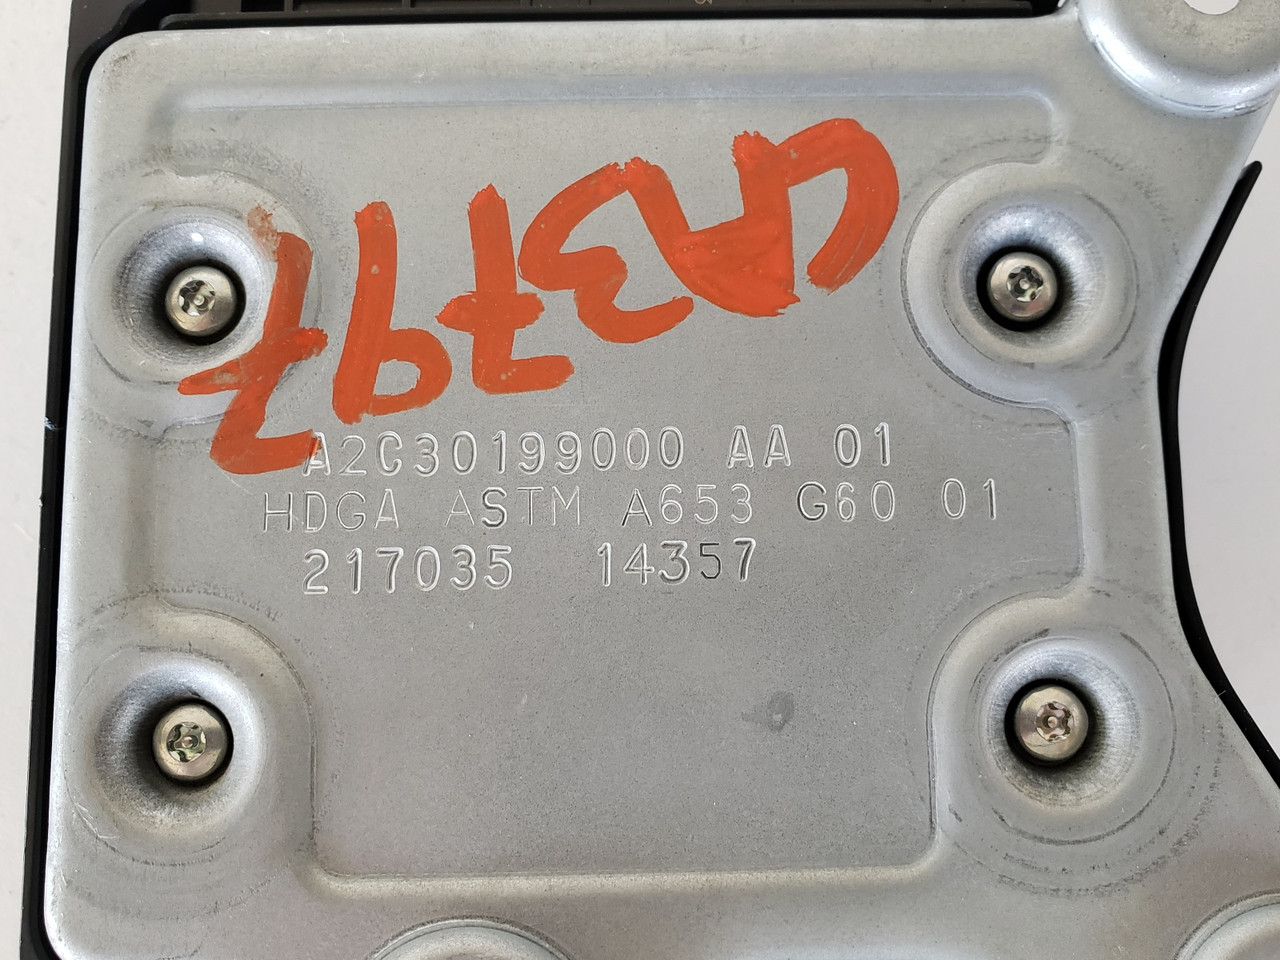 A2C30199000 AA 01
HDGA ASTM A653 G60 01
217035 14357